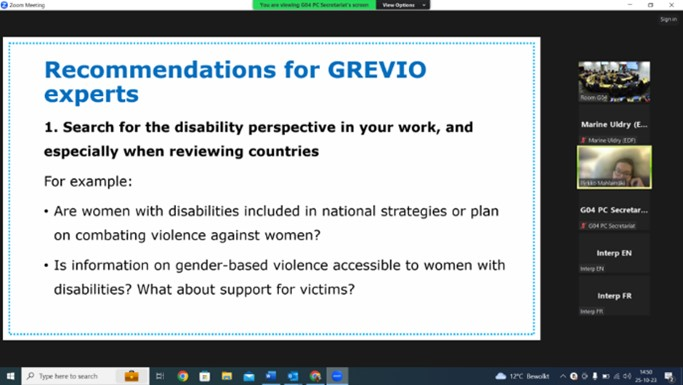 Zoom Meeting
You are viewing G04 PC Secretariat's screen
View Options
Sign in
Recommendations for GREVIO
experts
1. Search for the disability perspective in your work, and
especially when reviewing countries
For example:
• Are women with disabilities included in national strategies or plan
on combating violence against women?
• Is information on gender-based violence accessible to women with
disabilities? What about support for victims?
Room G04
Marine Uldry (E...
Marine Uldry (EDF)
G04 PC Secretar...
G04 PC Secretariat
Interp EN
Interp EN
Interp FR
Interp FR
Type here to search
12°C Bewolkt
14:50
25-10-23